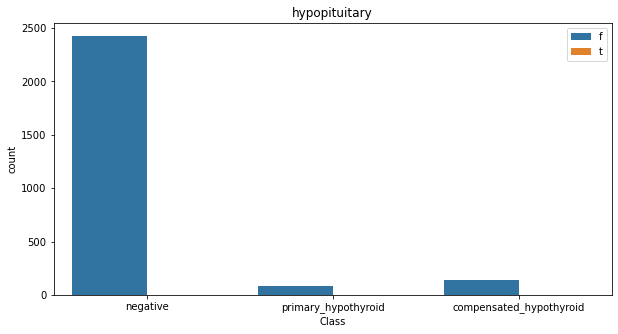 hypopituitary
f
t
2500
2000
1500
1000
500
0
count
negative
primary_hypothyroid
compensated_hypothyroid
Class